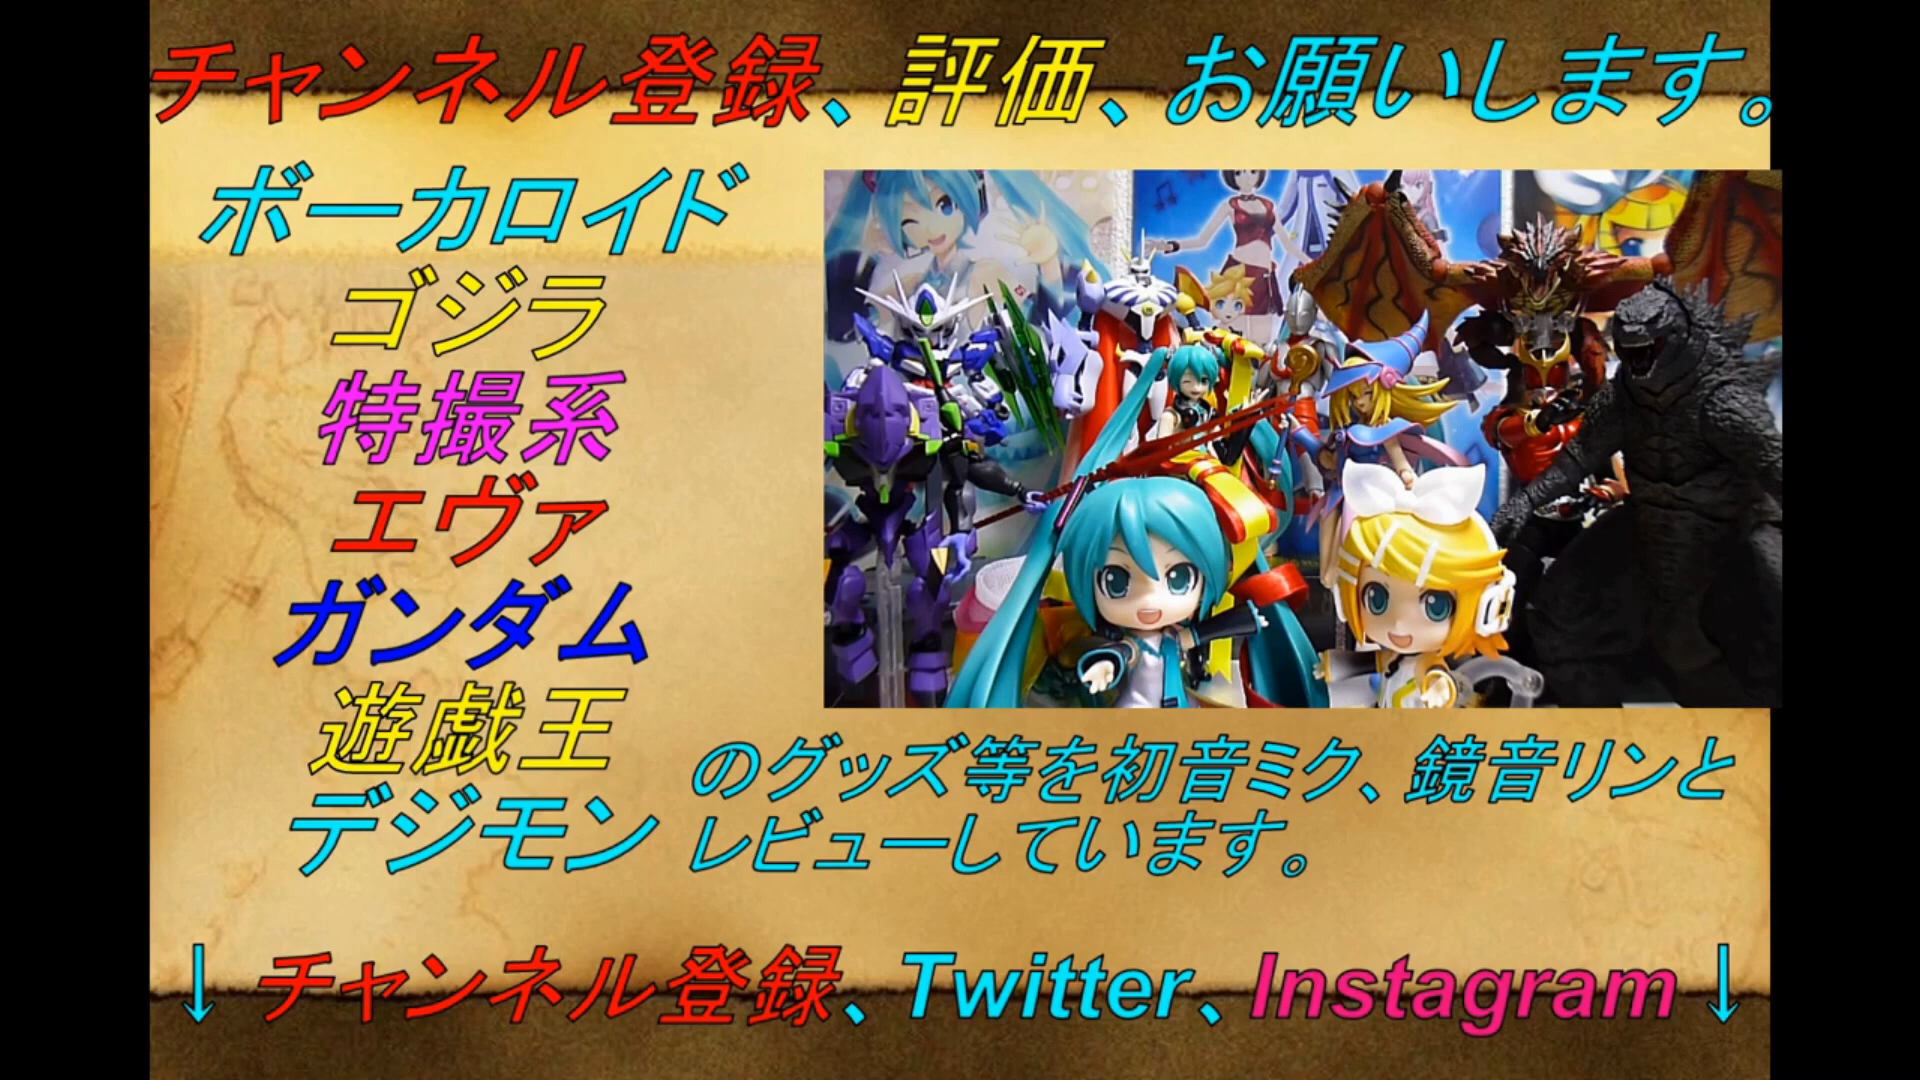 チャンネル登録、評価、お願いします。
ボーカロイド
ゴジラ
特撮系
エヴァ
ガンダム
遊戯王
デジモン
のグッズ等を初音ミク、鏡音リンと
レビューしています。
↓チャンネル登録、Twitter、Instagram↓